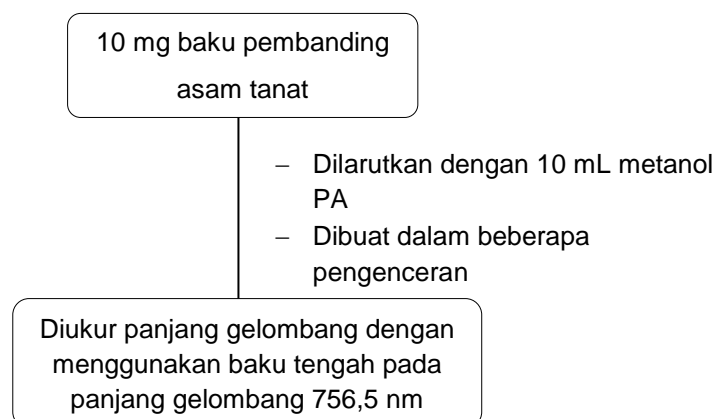 10 mg baku pembanding
asam tanat
– Dilarutkan dengan 10 mL metanol
PA
– Dibuat dalam beberapa
pengenceran
Diukur panjang gelombang dengan
menggunakan baku tengah pada
panjang gelombang 756,5 nm